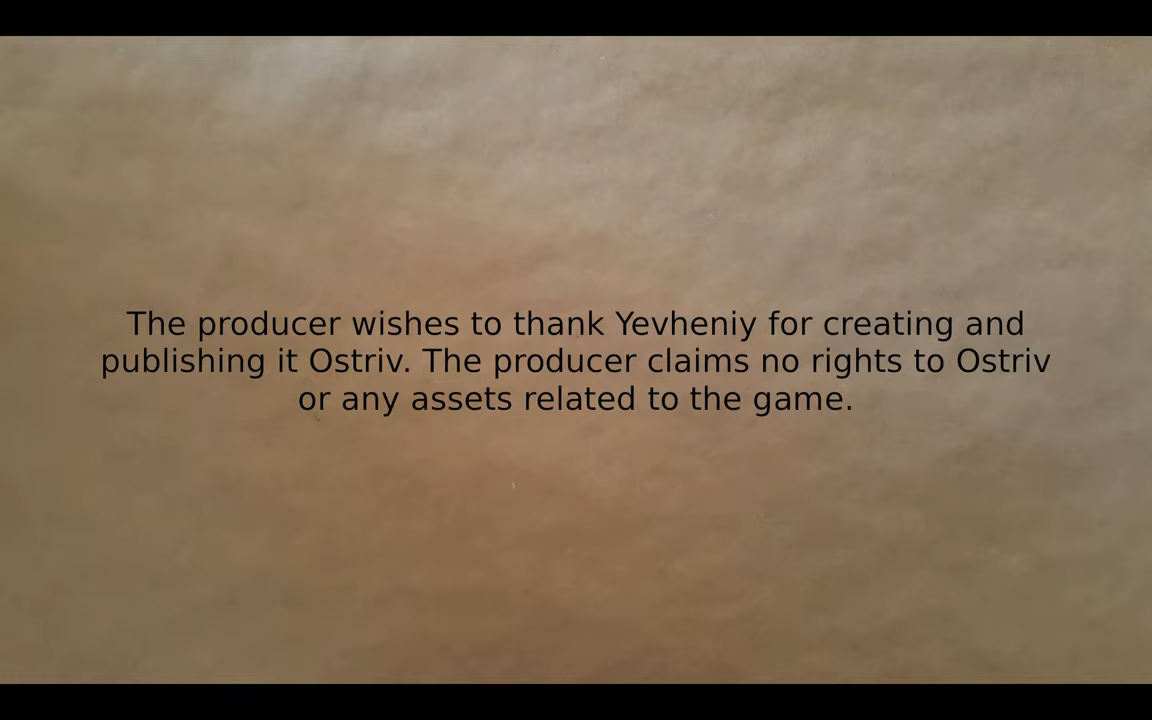 The producer wishes to thank Yevheniy for creating and
publishing it Ostriv. The producer claims no rights to Ostriv
or any assets related to the game.